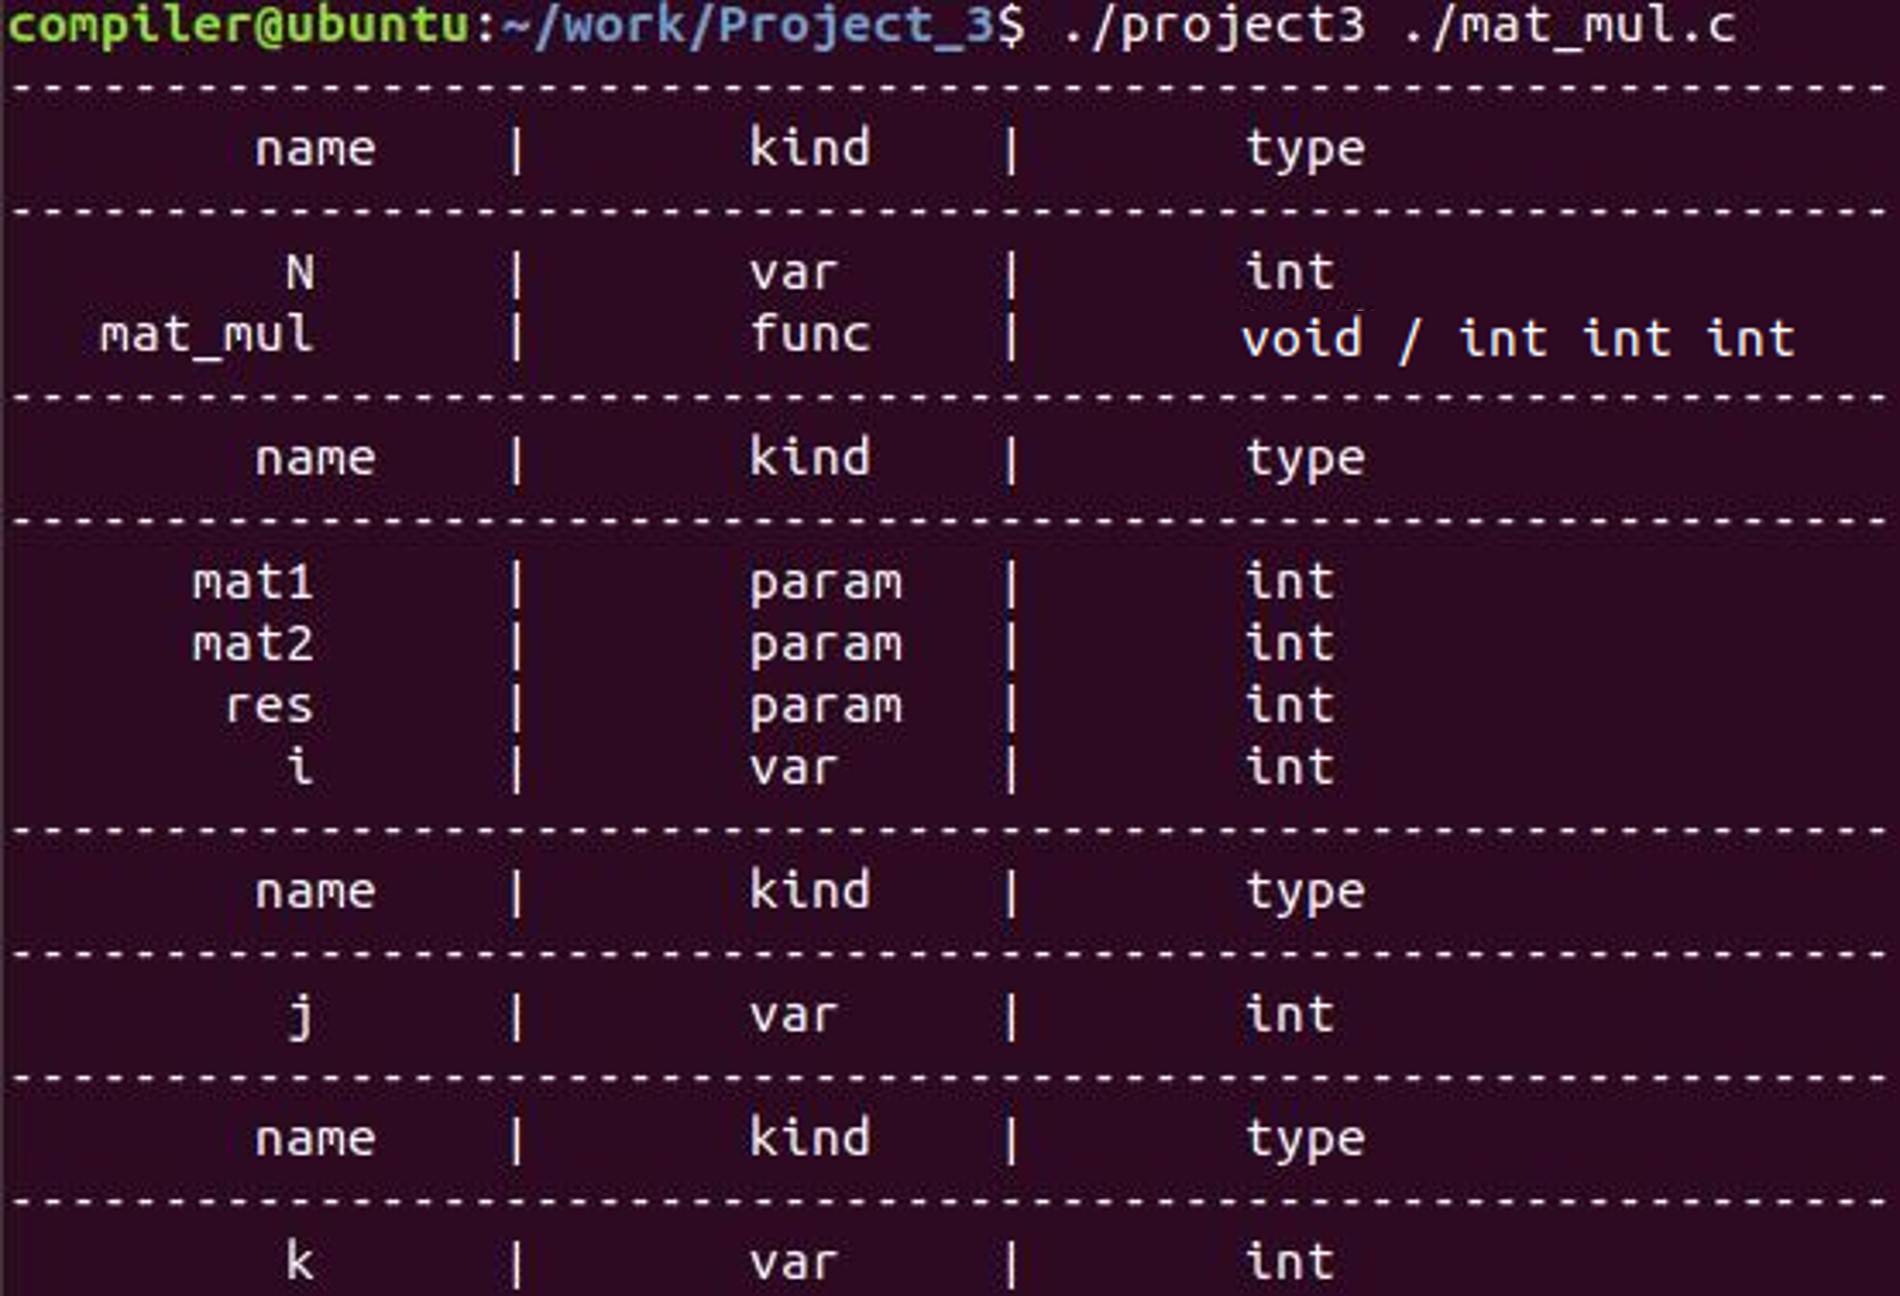 compiler@ubuntu:~/work/Project_3$ ./project3 ./mat_mul.c
-------------------------------------------------------------
name | kind | type
-------------------------------------------------------------
N | var | int
mat_mul | func | void / int int int
-------------------------------------------------------------
name | kind | type
-------------------------------------------------------------
mat1 | param | int
mat2 | param | int
res | param | int
i | var | int
-------------------------------------------------------------
name | kind | type
-------------------------------------------------------------
j | var | int
-------------------------------------------------------------
name | kind | type
-------------------------------------------------------------
k | var | int